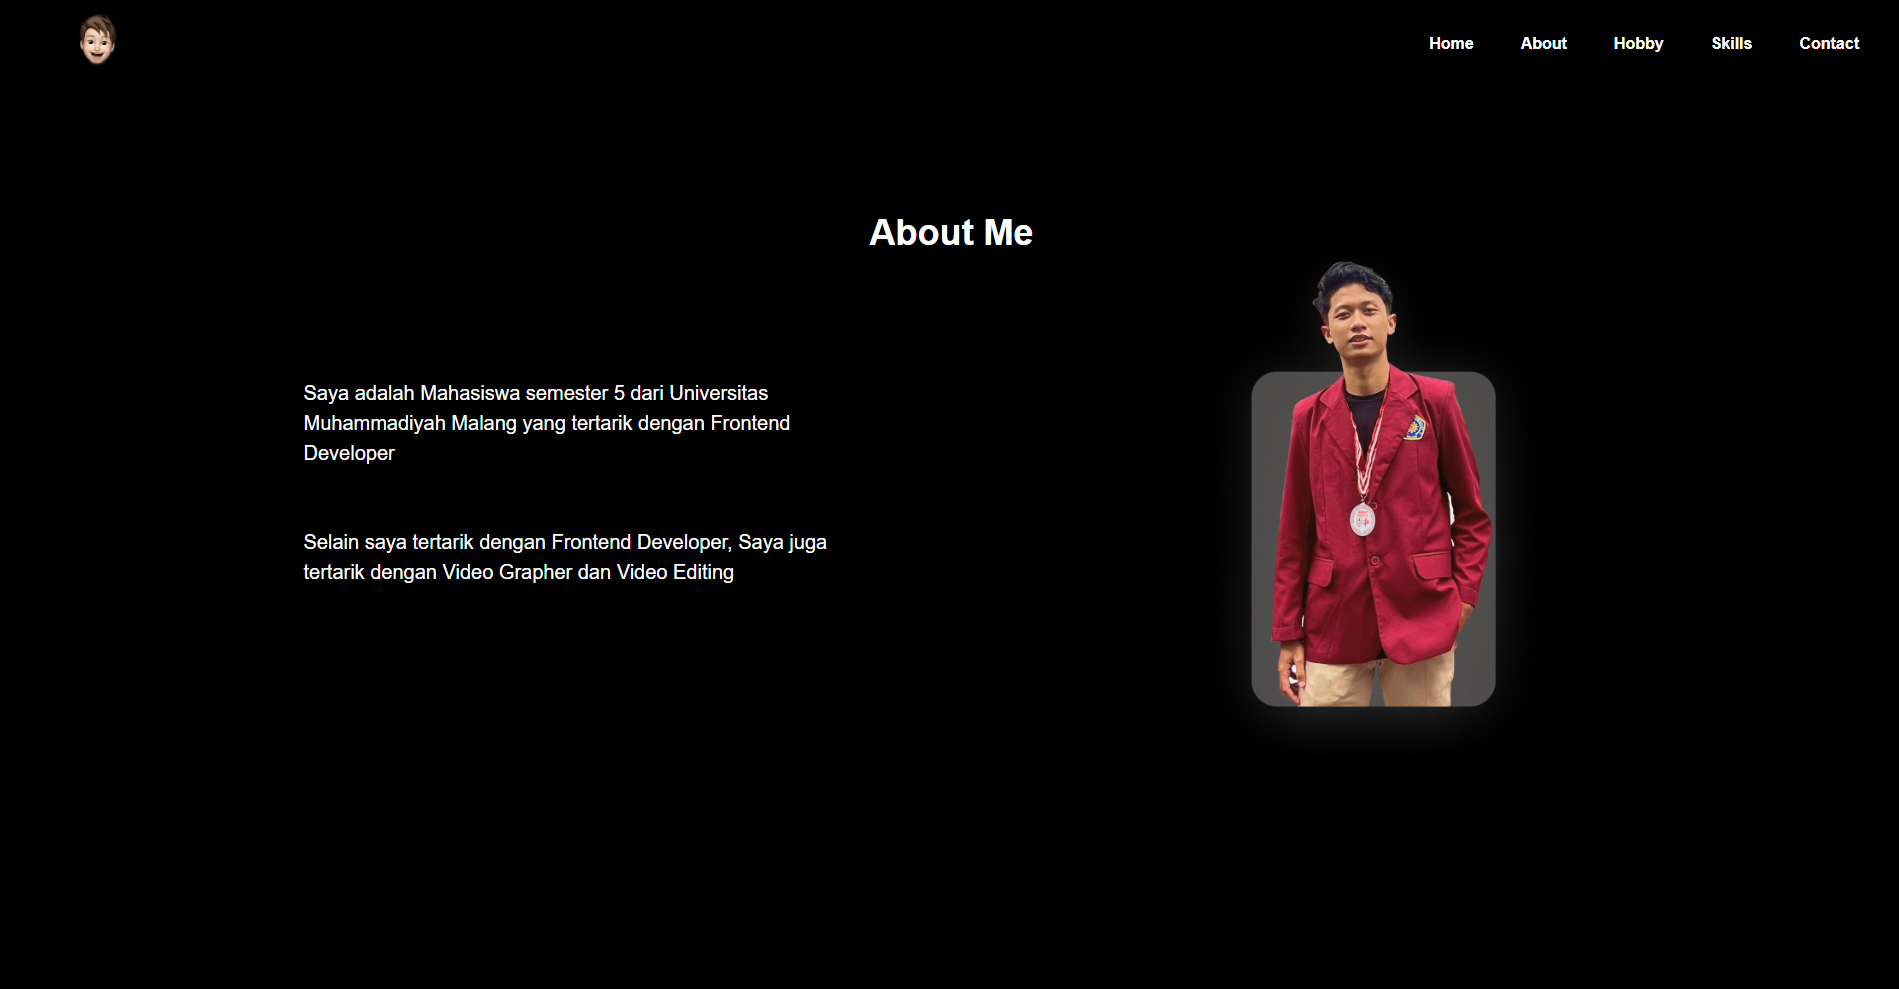 Home About Hobby Skills Contact
About Me
Saya adalah Mahasiswa semester 5 dari Universitas
Muhammadiyah Malang yang tertarik dengan Frontend
Developer
Selain saya tertarik dengan Frontend Developer, Saya juga
tertarik dengan Video Grapher dan Video Editing